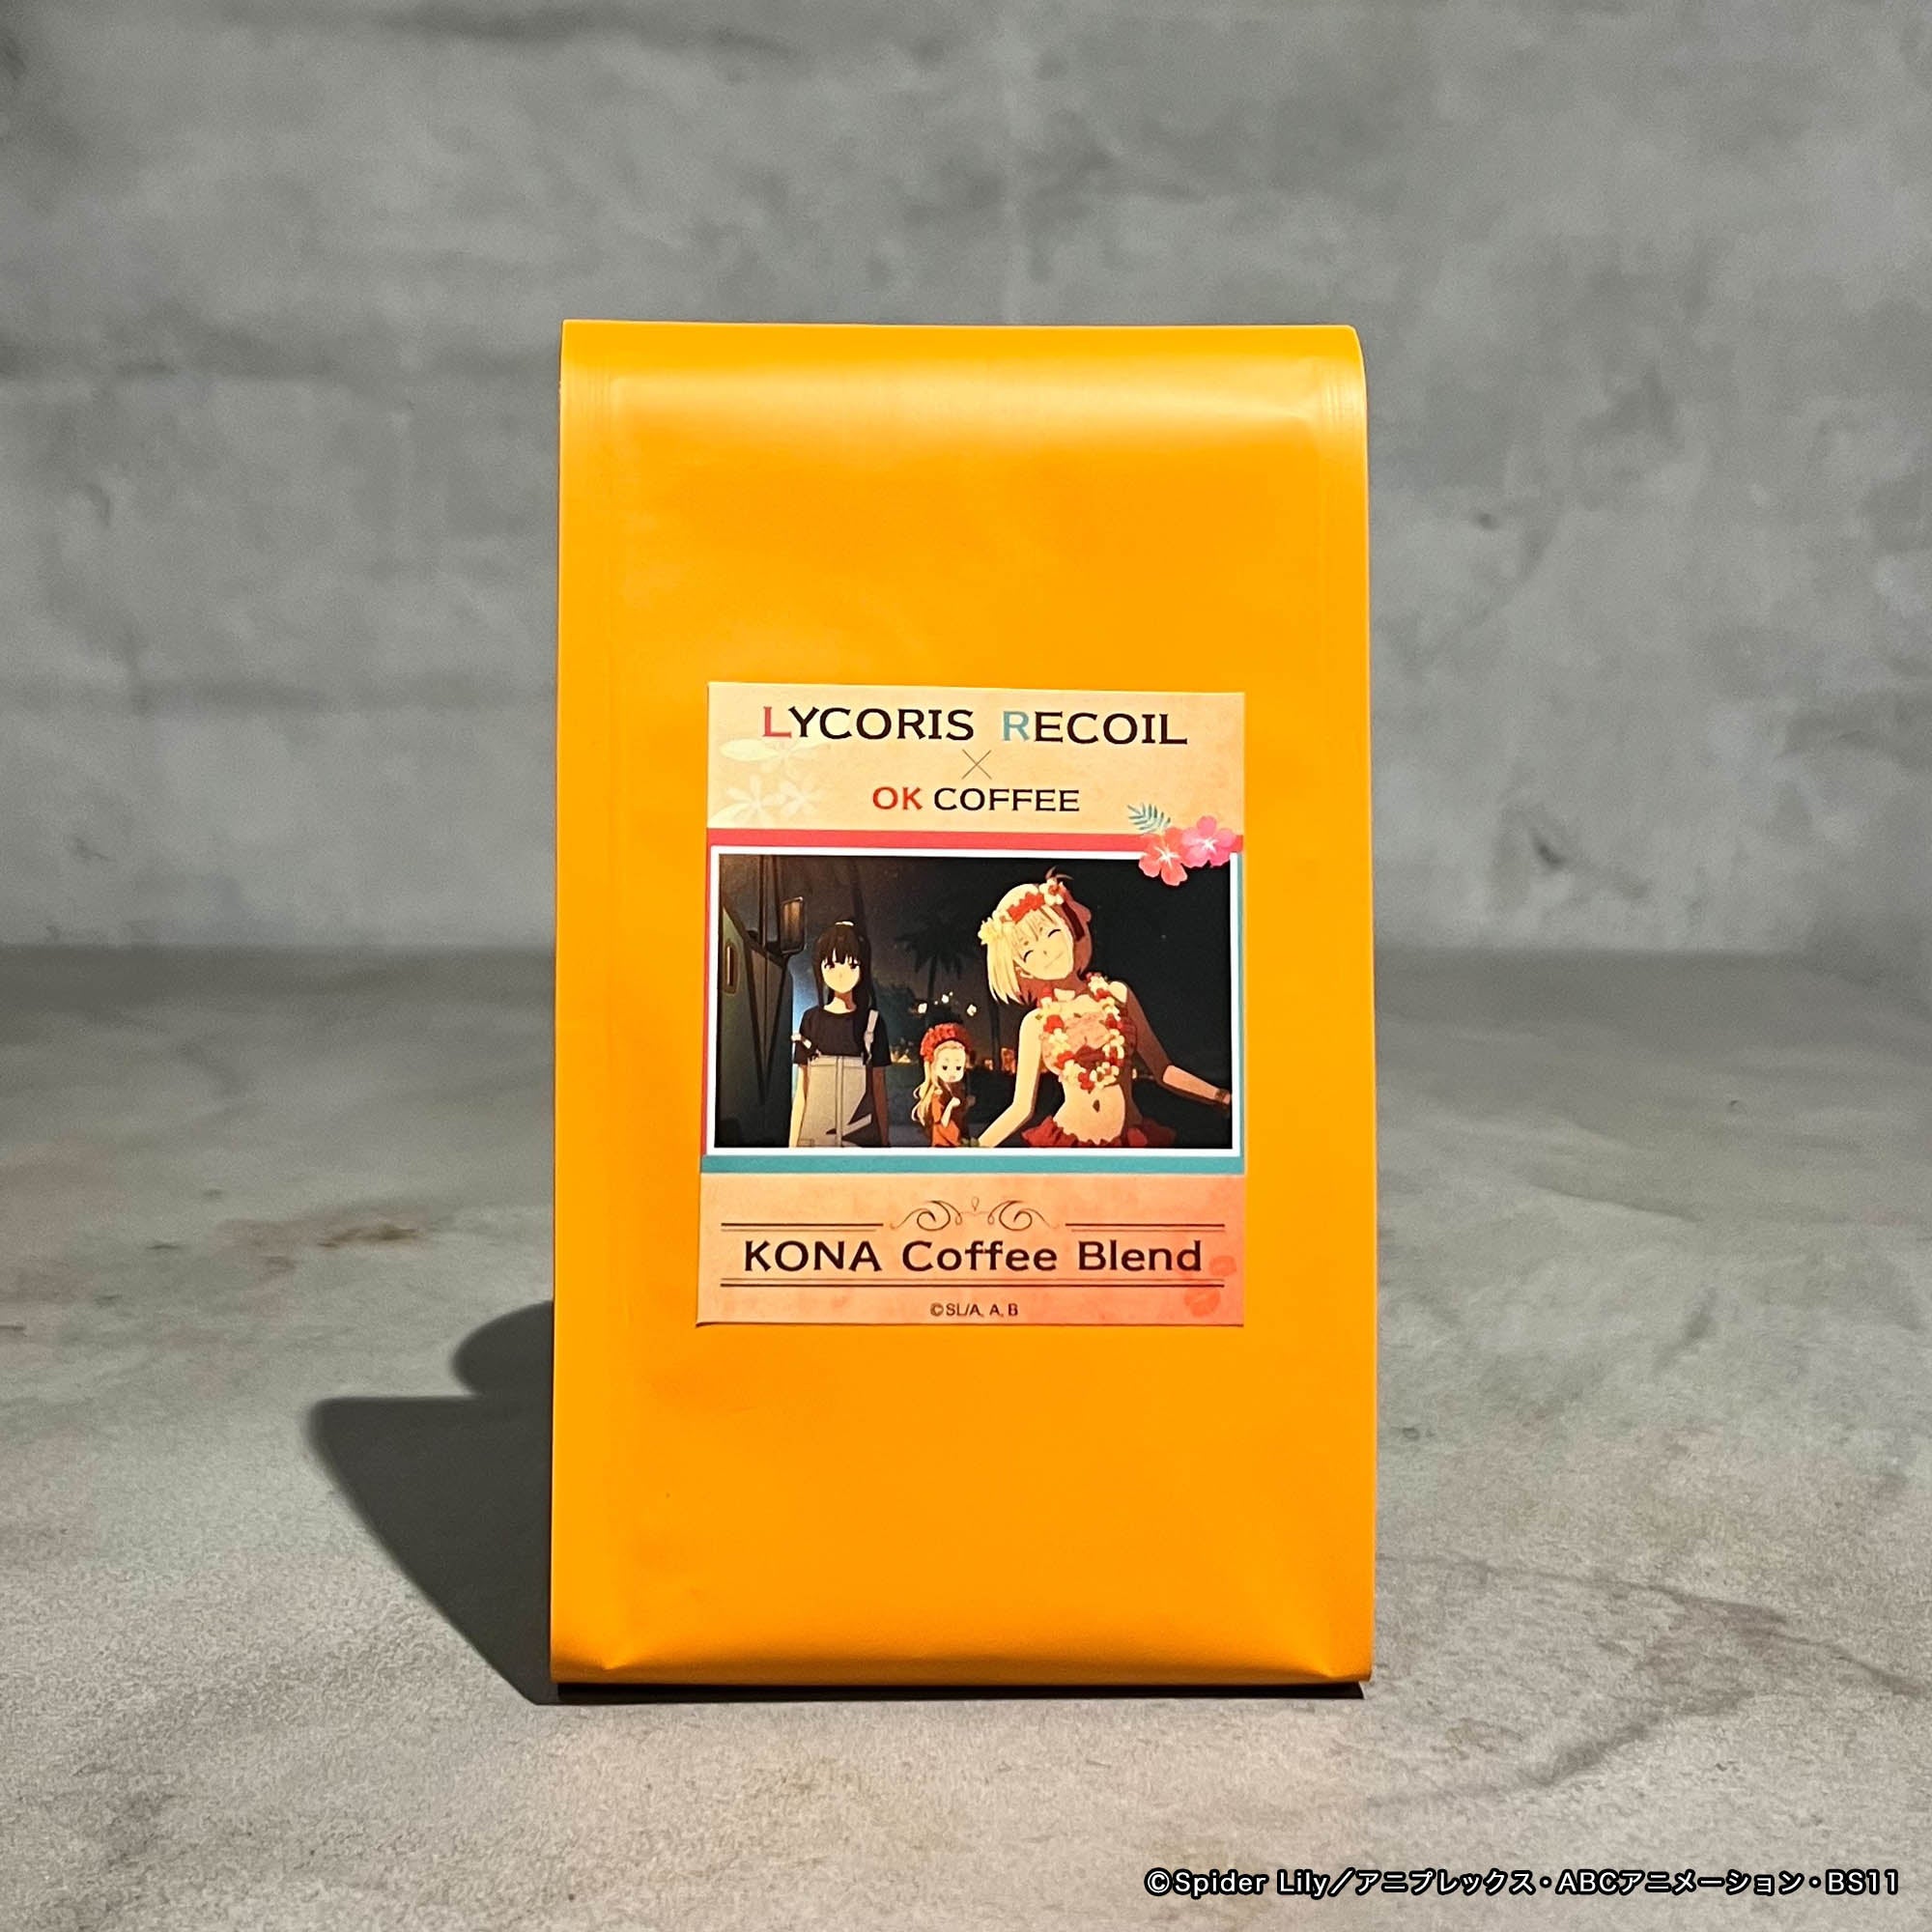 LYCORIS RECOIL
×
OK COFFEE
KONA Coffee Blend
©SL/A, A, B
©Spider Lily／アニプレックス・ABCアニメーション・BS11